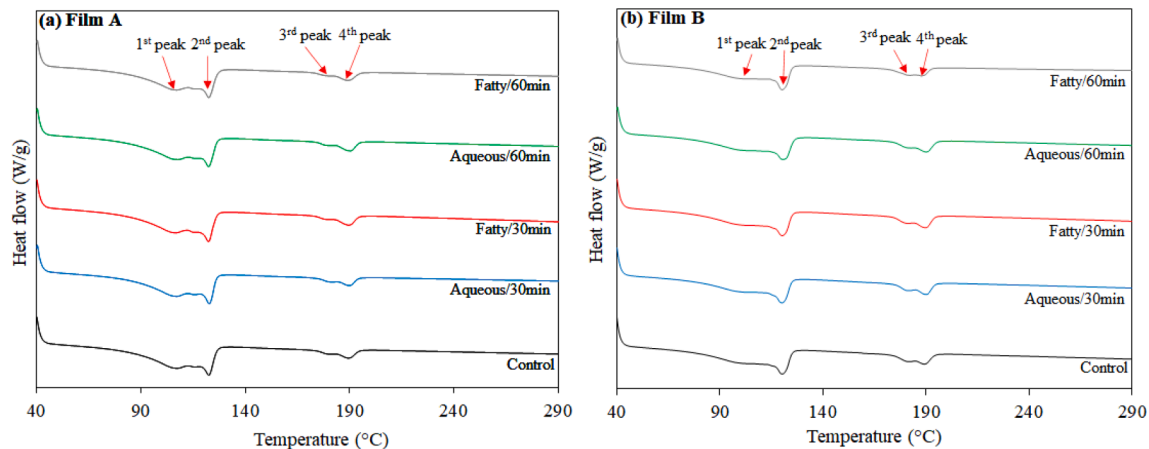 (a) Film A
1st peak
2nd peak
3rd peak
4th peak
Fatty/60min
Aqueous/60min
Fatty/30min
Aqueous/30min
Control
Heat flow (W/g)
40
90
140
190
240
290
Temperature (°C)
(b) Film B
1st peak
2nd peak
3rd peak
4th peak
Fatty/60min
Aqueous/60min
Fatty/30min
Aqueous/30min
Control
Heat flow (W/g)
40
90
140
190
240
290
Temperature (°C)